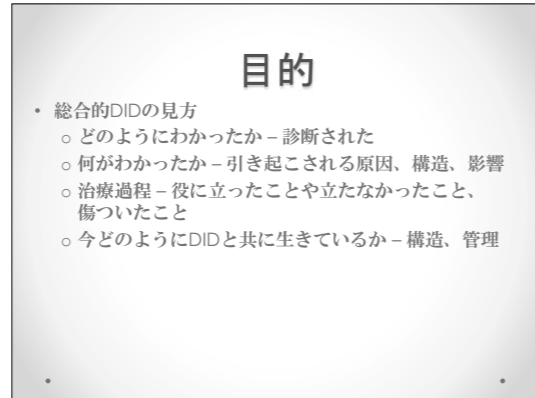 目的
• 総合的DIDの見方
○ どのようにわかったか – 診断された
○ 何がわかったか – 引き起こされる原因、構造、影響
○ 治療過程 – 役に立ったことや立たなかったこと、
傷ついたこと
○ 今どのようにDIDと共に生きているか – 構造、管理